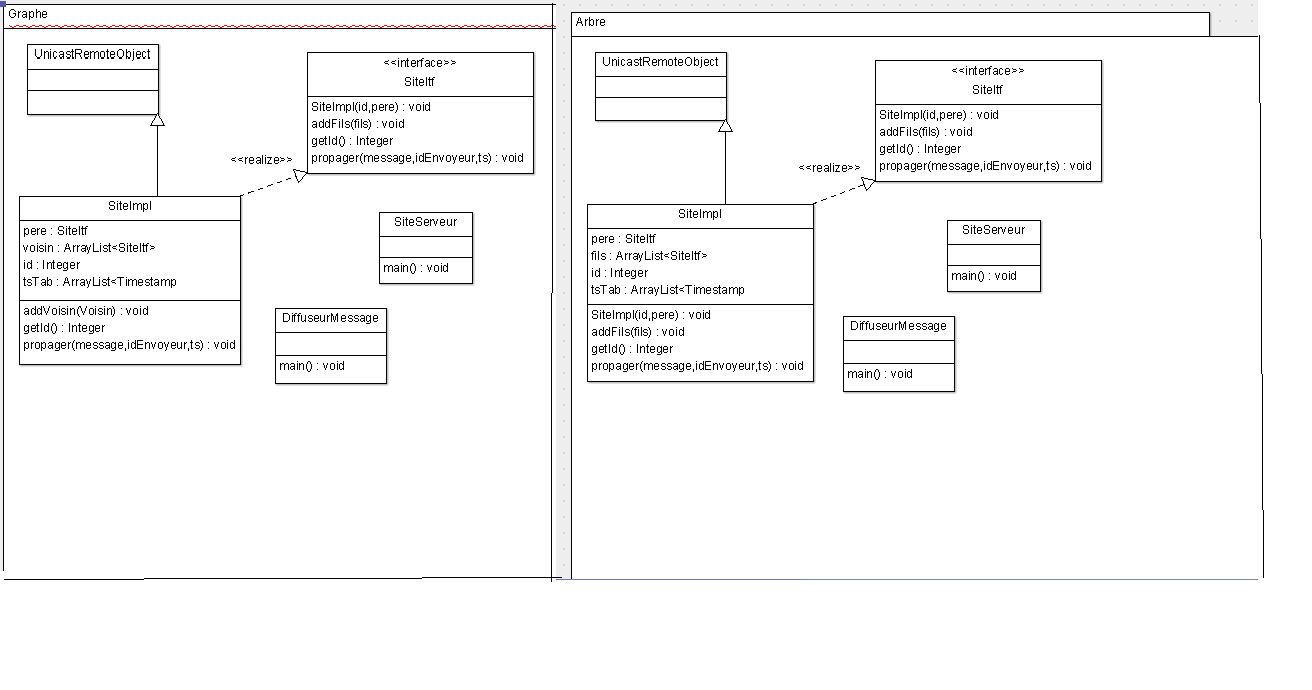 Graphe
UnicastRemoteObject
<<interface>>
SiteItf
SiteImpl(id,pere) : void
addFils(fils) : void
getId() : Integer
propager(message,idEnvoyeur,ts) : void
<<realize>>
SiteImpl
pere : SiteItf
voisin : ArrayList<SiteItf>
id : Integer
tsTab : ArrayList<Timestamp
addVoisin(Voisin) : void
getId() : Integer
propager(message,idEnvoyeur,ts) : void
SiteServeur
main() : void
DiffuseurMessage
main() : void
Arbre
UnicastRemoteObject
<<interface>>
SiteItf
SiteImpl(id,pere) : void
addFils(fils) : void
getId() : Integer
propager(message,idEnvoyeur,ts) : void
<<realize>>
SiteImpl
pere : SiteItf
fils : ArrayList<SiteItf>
id : Integer
tsTab : ArrayList<Timestamp
SiteImpl(id,pere) : void
addFils(fils) : void
getId() : Integer
propager(message,idEnvoyeur,ts) : void
SiteServeur
main() : void
DiffuseurMessage
main() : void